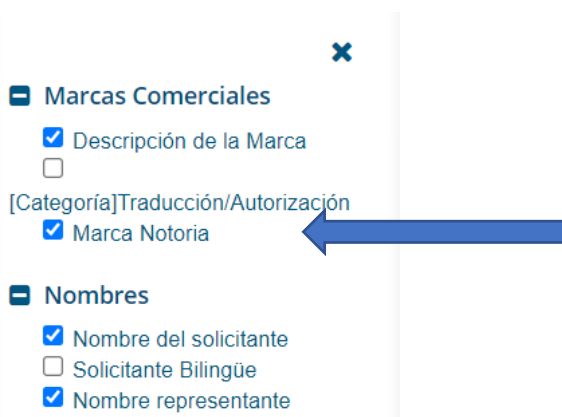 Marcas Comerciales
Descripción de la Marca
[Categoría]Traducción/Autorización
Marca Notoria
Nombres
Nombre del solicitante
Solicitante Bilingüe
Nombre representante